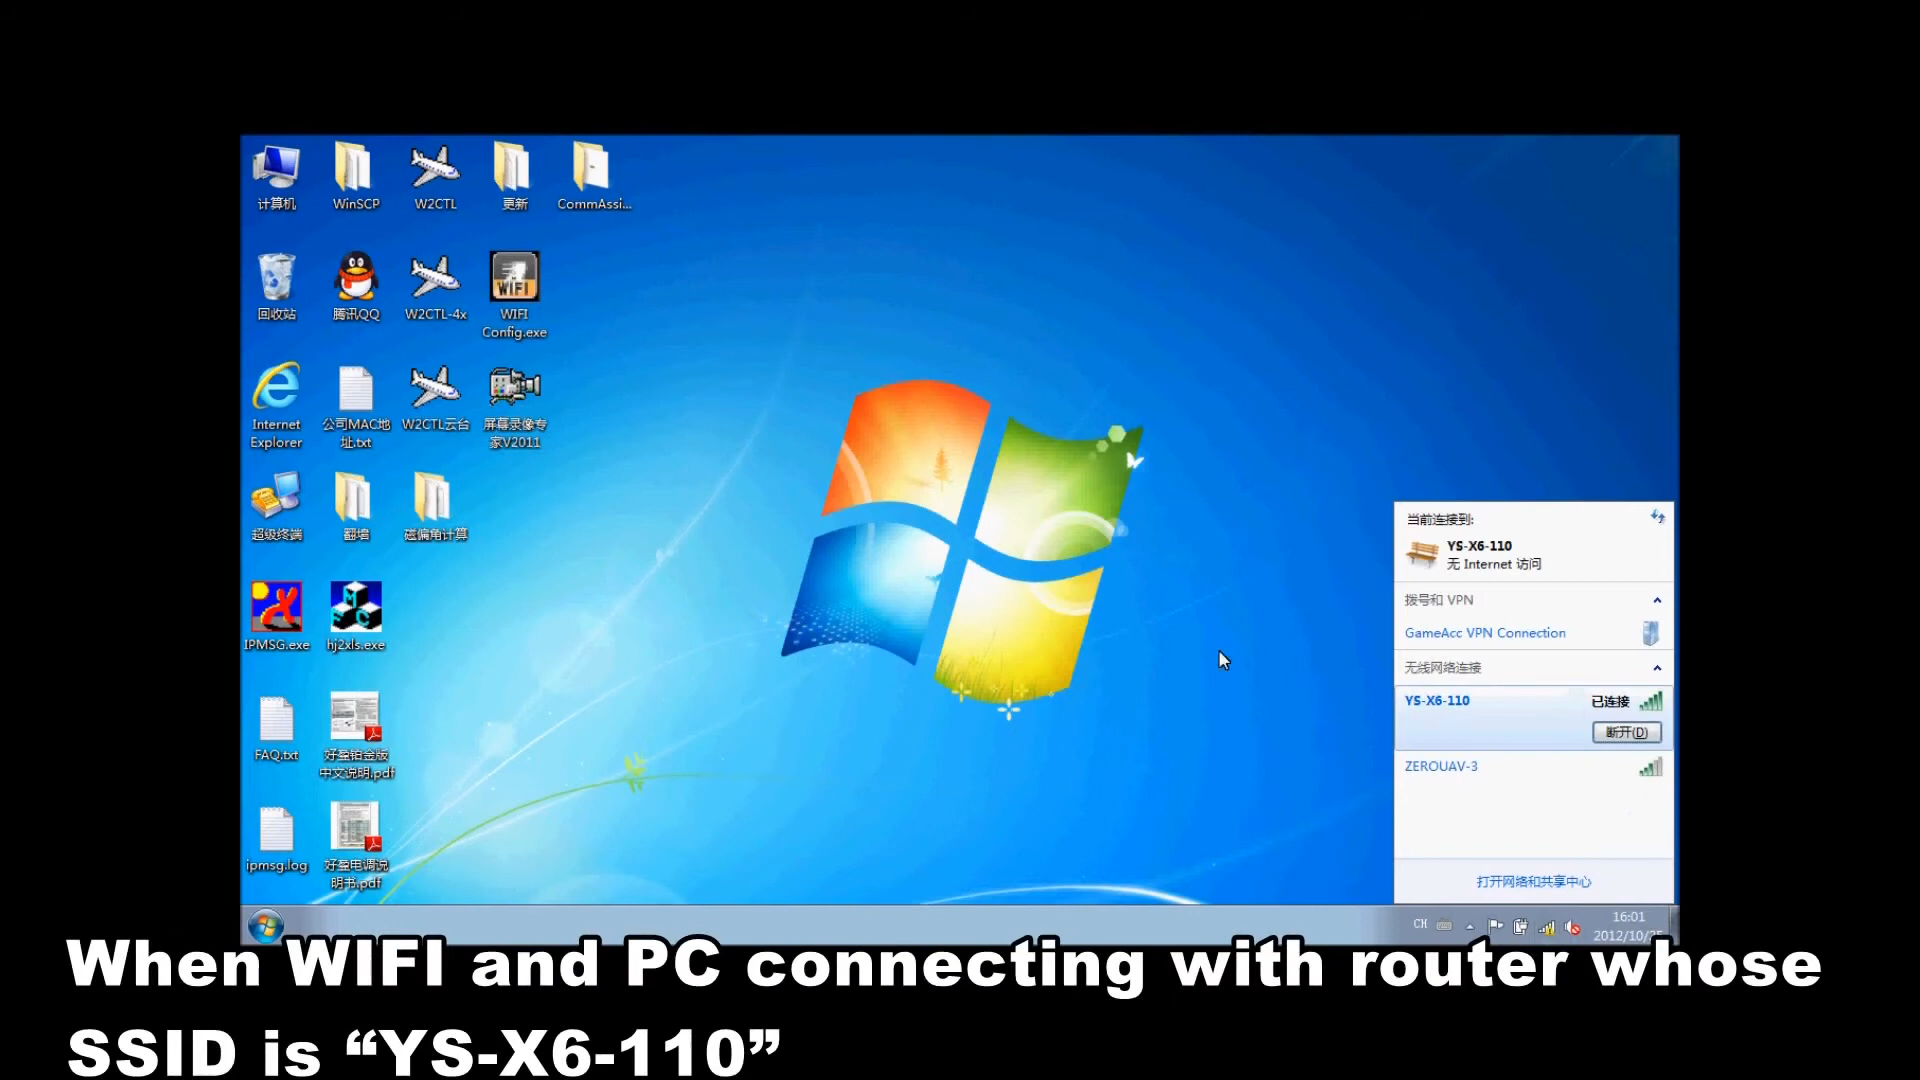 计算机
WinSCP
W2CTL
更新
CommAssi...
回收站
腾讯QQ
W2CTL-4x
WIFI
WIFI
Config.exe
Internet
Explorer
公司MAC地
址.txt
W2CTL云台
屏幕录像专
家V2011
超级终端
翻墙
磁偏角计算
IPMSG.exe
hj2xls.exe
FAQ.txt
好盈铂金版
中文说明.pdf
ipmsg.log
好盈电调说
明书.pdf
当前连接到:
YS-X6-110
无 Internet 访问
拨号和 VPN
GameAcc VPN Connection
无线网络连接
YS-X6-110
已连接
断开(D)
ZEROUAV-3
打开网络和共享中心
CH
16:01
When WIFI and PC connecting with router whose
SSID is “YS-X6-110”